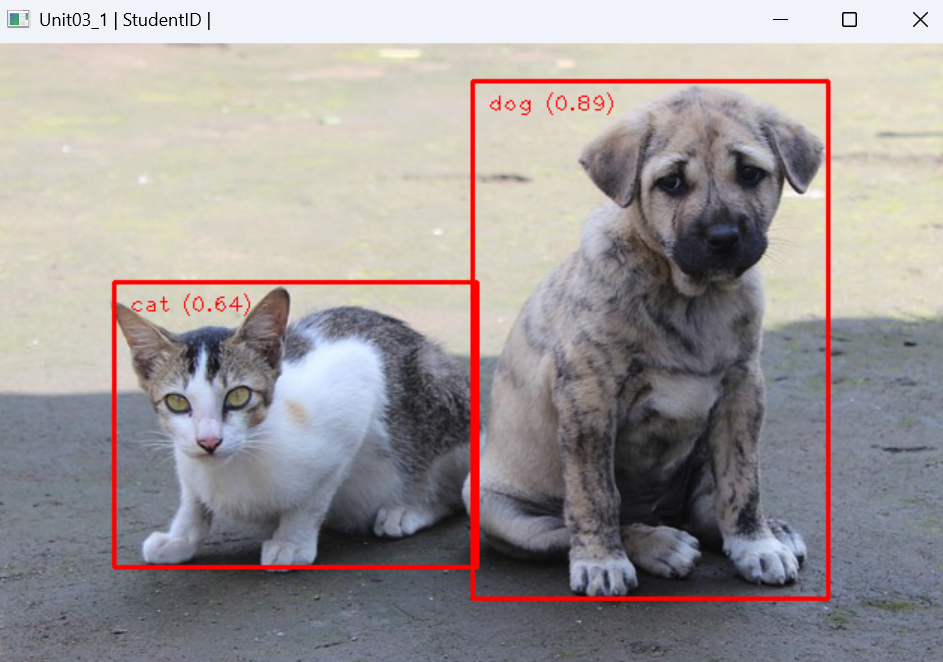 Unit03_1 | StudentID |
dog (0.89)
cat (0.64)